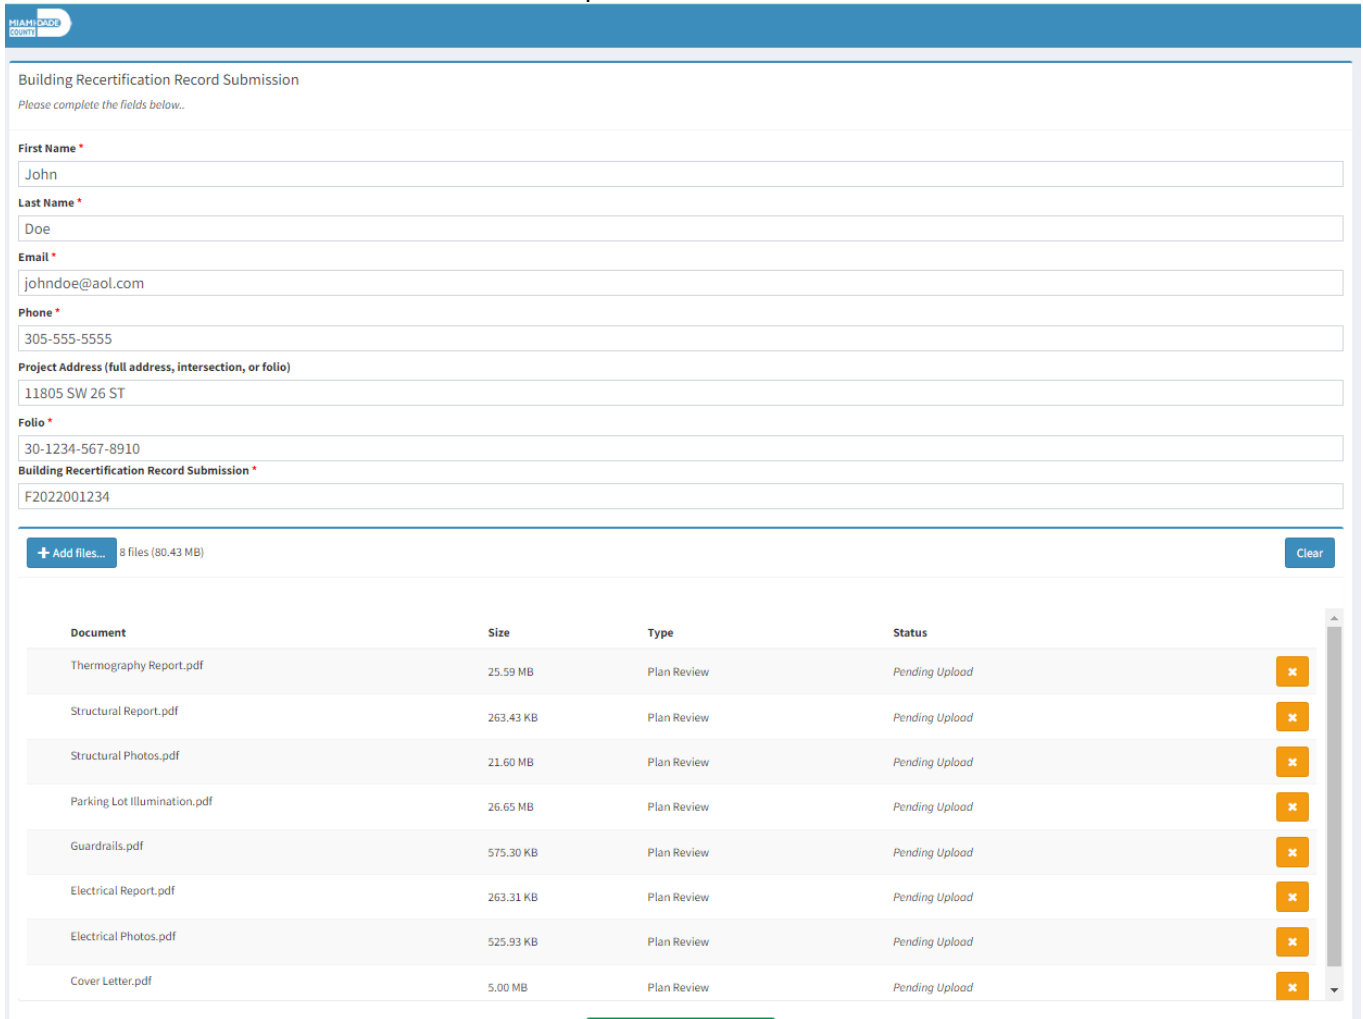 MIAMI-DADE
COUNTY
Building Recertification Record Submission
Please complete the fields below..
First Name *
John
Last Name *
Doe
Email *
johndoe@aol.com
Phone *
305-555-5555
Project Address (full address, intersection, or folio)
11805 SW 26 ST
Folio *
30-1234-567-8910
Building Recertification Record Submission *
F2022001234
Add files... 8 files (80.43 MB) Clear
Document Size Type Status
Thermography Report.pdf 25.59 MB Plan Review Pending Upload
Structural Report.pdf 263.43 KB Plan Review Pending Upload
Structural Photos.pdf 21.60 MB Plan Review Pending Upload
Parking Lot Illumination.pdf 26.65 MB Plan Review Pending Upload
Guardrails.pdf 575.30 KB Plan Review Pending Upload
Electrical Report.pdf 263.31 KB Plan Review Pending Upload
Electrical Photos.pdf 525.93 KB Plan Review Pending Upload
Cover Letter.pdf 5.00 MB Plan Review Pending Upload